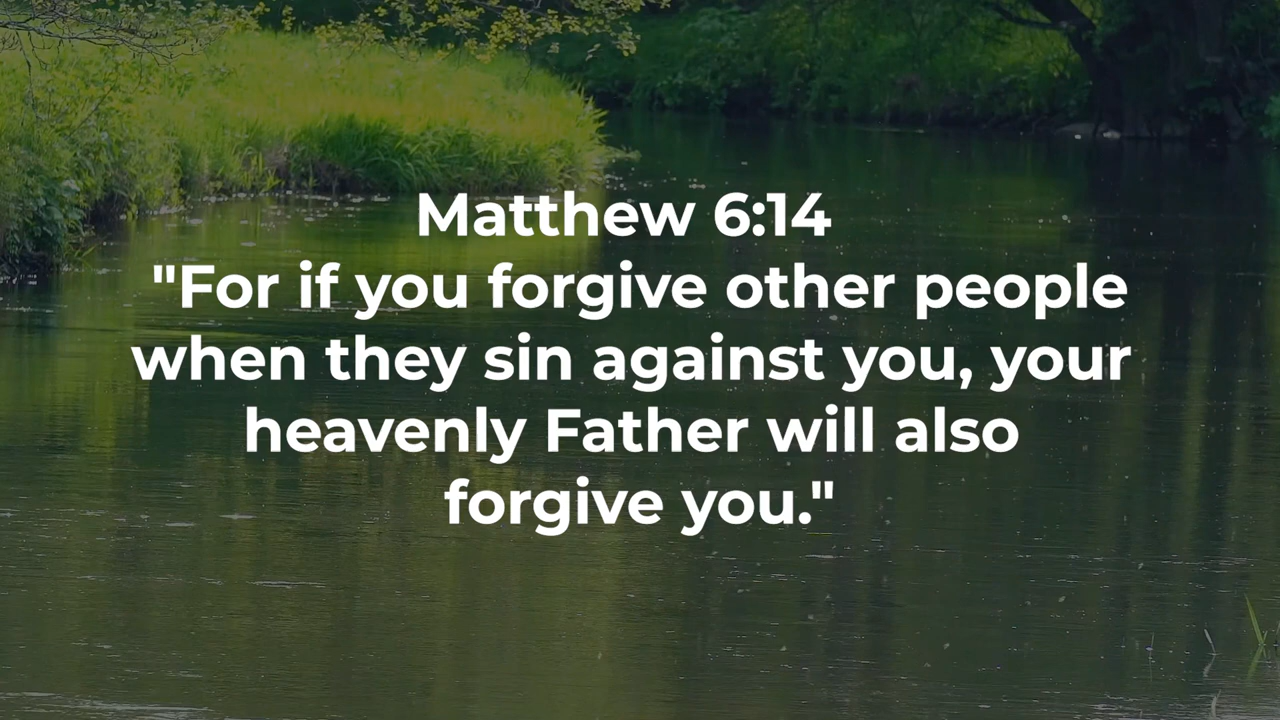 Matthew 6:14
"For if you forgive other people
when they sin against you, your
heavenly Father will also
forgive you."